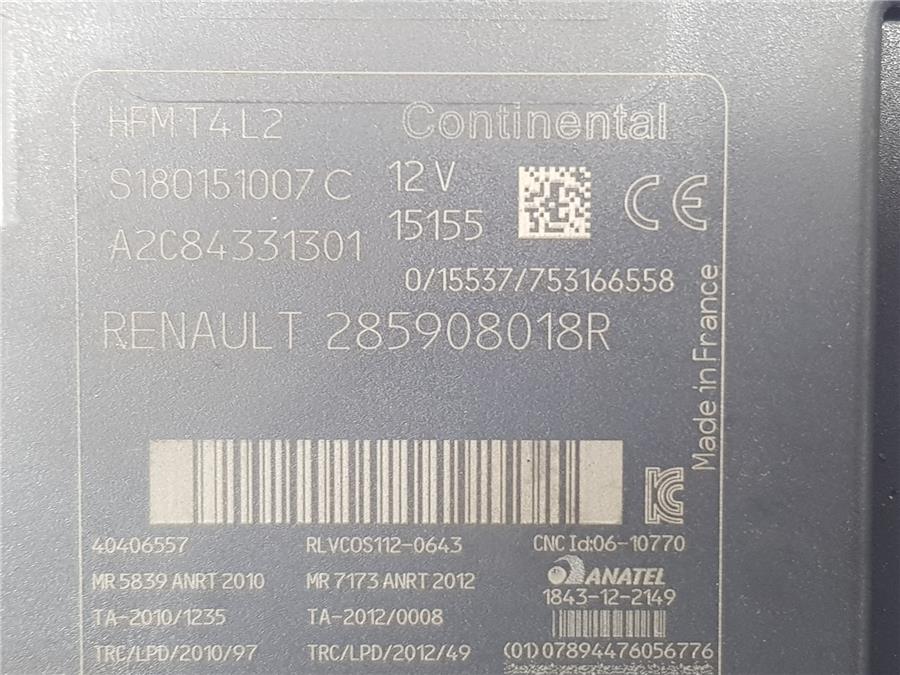 HFM T4 L2 Continental
S180151007C 12 V
15155
A2C84331301
0/15537/753166558
RENAULT 285908018R
Made in France
40406557 RLVCOS112-0643 CNC Id:06-10770
MR 5839 ANRT 2010 MR 7173 ANRT 2012 ANATEL
1843-12-2149
TA-2010/1235 TA-2012/0008
TRC/LPD/2010/97 TRC/LPD/2012/49 (01)07894476056776